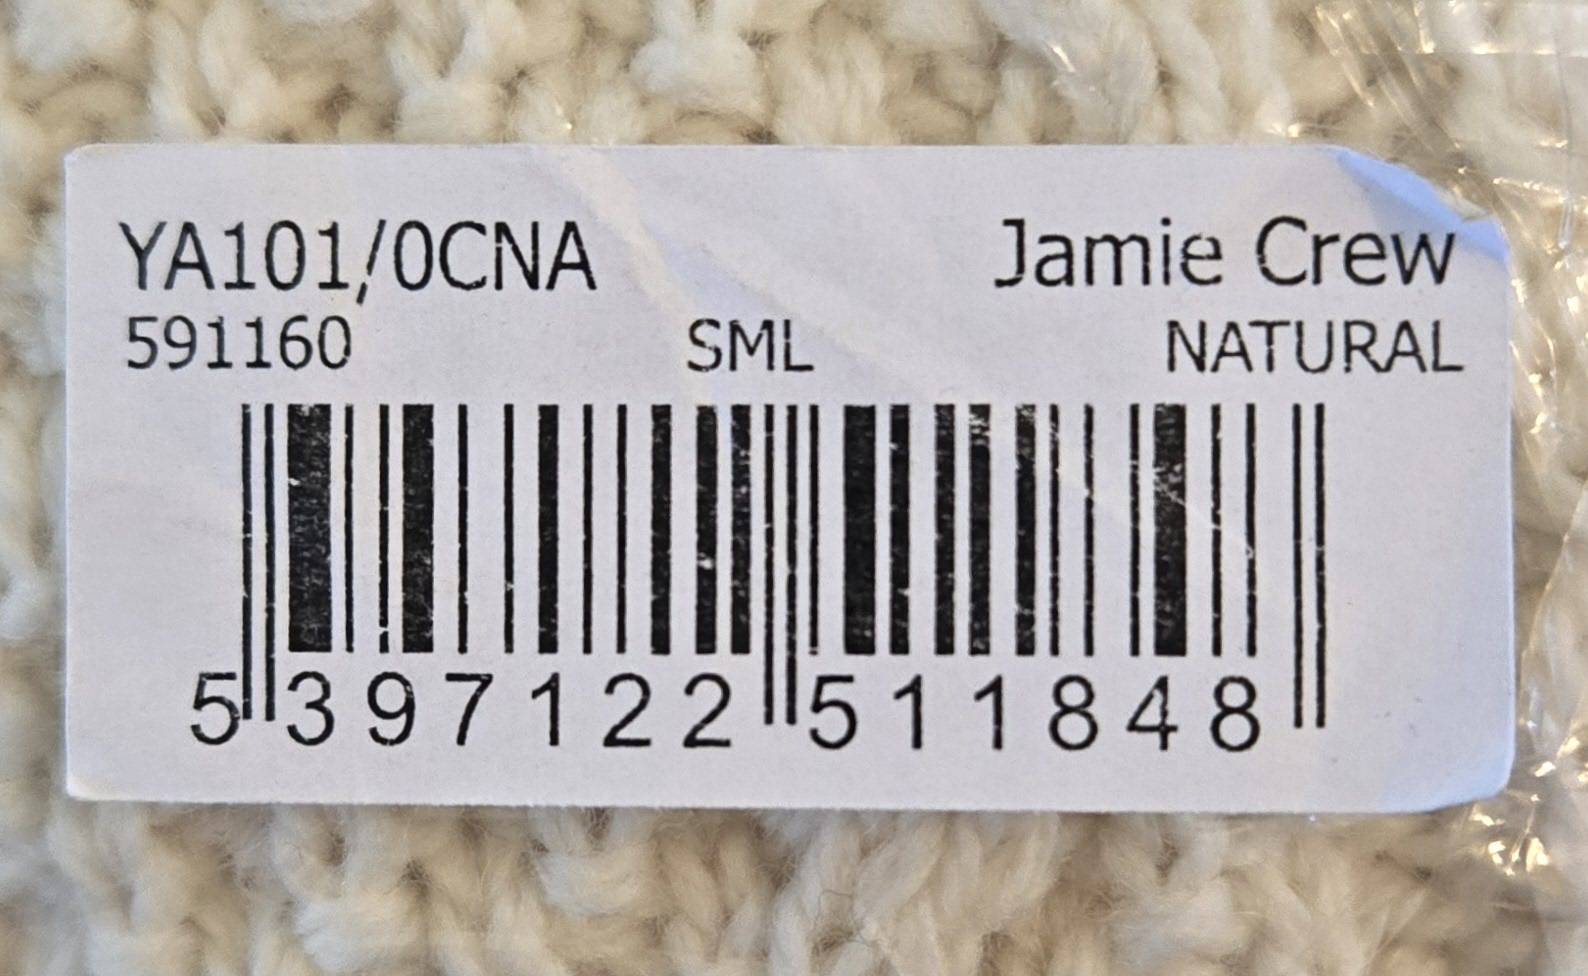 YA101/0CNA Jamie Crew
591160 SML NATURAL
5 397122 511848